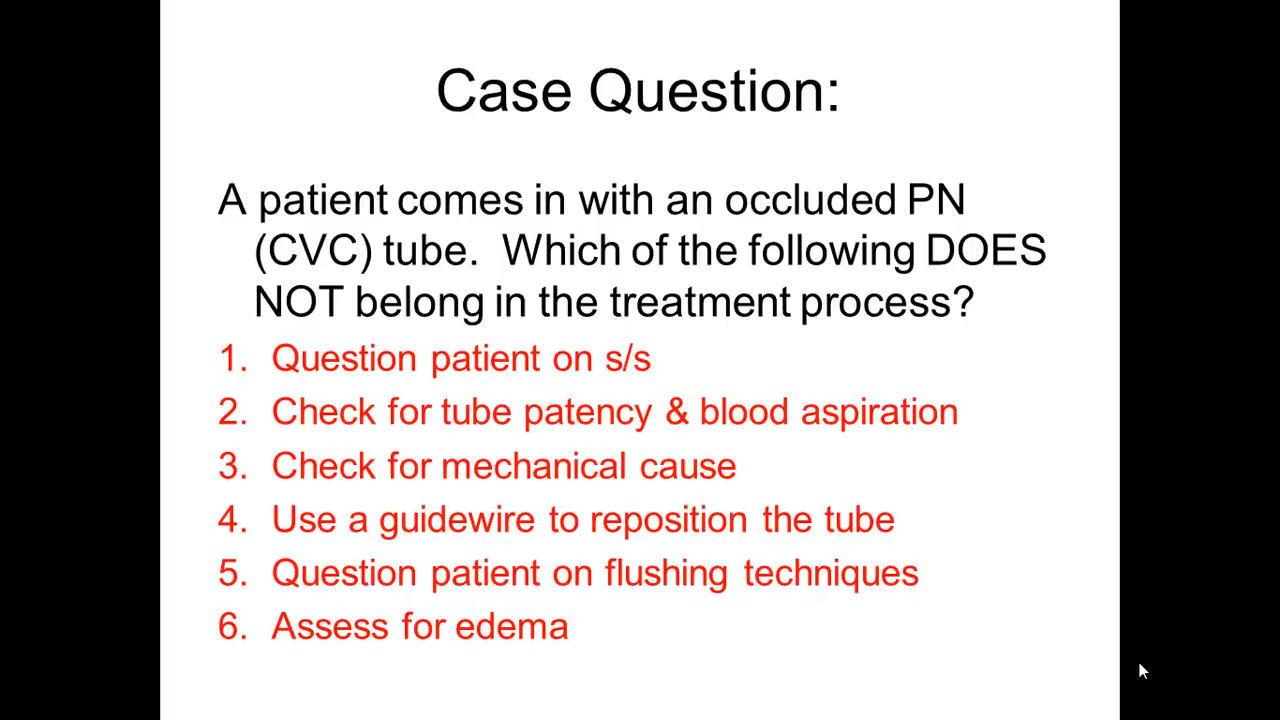 Case Question:
A patient comes in with an occluded PN
(CVC) tube. Which of the following DOES
NOT belong in the treatment process?
1. Question patient on s/s
2. Check for tube patency & blood aspiration
3. Check for mechanical cause
4. Use a guidewire to reposition the tube
5. Question patient on flushing techniques
6. Assess for edema